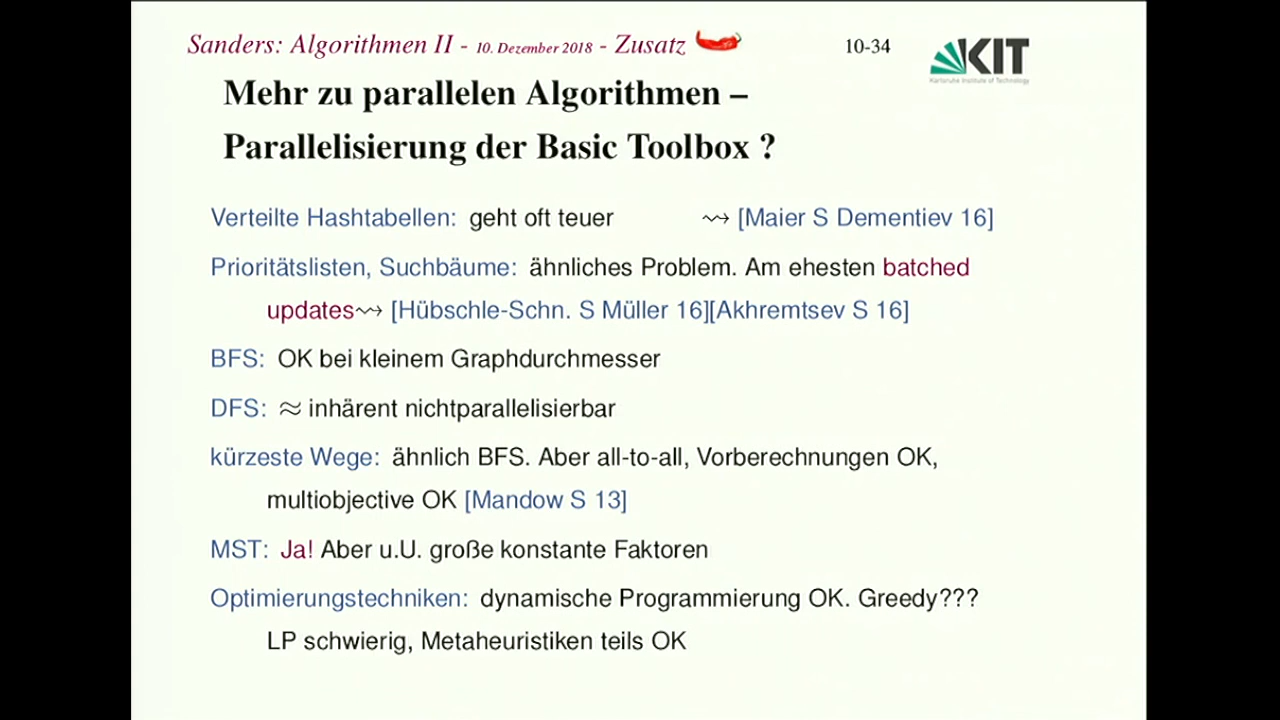 Sanders: Algorithmen II - 10. Dezember 2018 - Zusatz 10-34
KIT
Karlsruhe Institute of Technology
Mehr zu parallelen Algorithmen –
Parallelisierung der Basic Toolbox ?
Verteilte Hashtabellen: geht oft teuer ⇝ [Maier S Dementiev 16]
Prioritätslisten, Suchbäume: ähnliches Problem. Am ehesten batched
updates⇝ [Hübschle-Schn. S Müller 16][Akhremtsev S 16]
BFS: OK bei kleinem Graphdurchmesser
DFS: ≈ inhärent nichtparallelisierbar
kürzeste Wege: ähnlich BFS. Aber all-to-all, Vorberechnungen OK,
multiobjective OK [Mandow S 13]
MST: Ja! Aber u.U. große konstante Faktoren
Optimierungstechniken: dynamische Programmierung OK. Greedy???
LP schwierig, Metaheuristiken teils OK